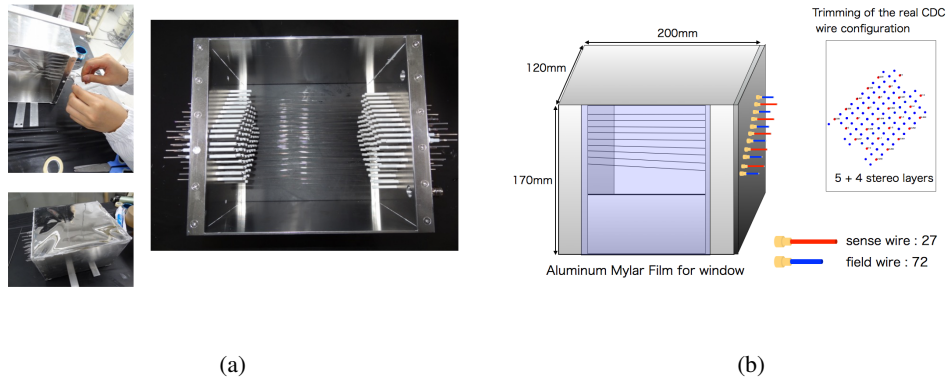 Trimming of the real CDC
wire configuration
200mm
120mm
170mm
5 + 4 stereo layers
sense wire : 27
field wire : 72
Aluminum Mylar Film for window
(a)
(b)